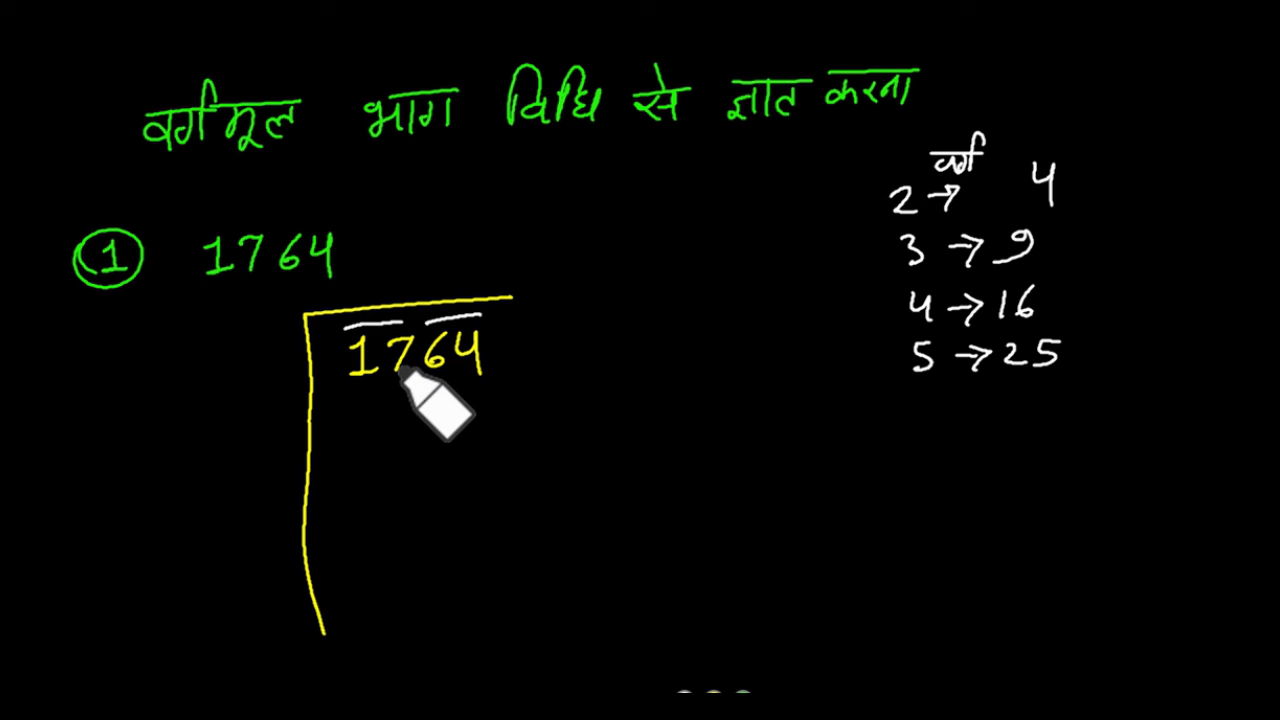 वर्गमूल भाग विधि से ज्ञात करना
वर्ग
2 → 4
3 → 9
4 → 16
5 → 25
① 1764
1764